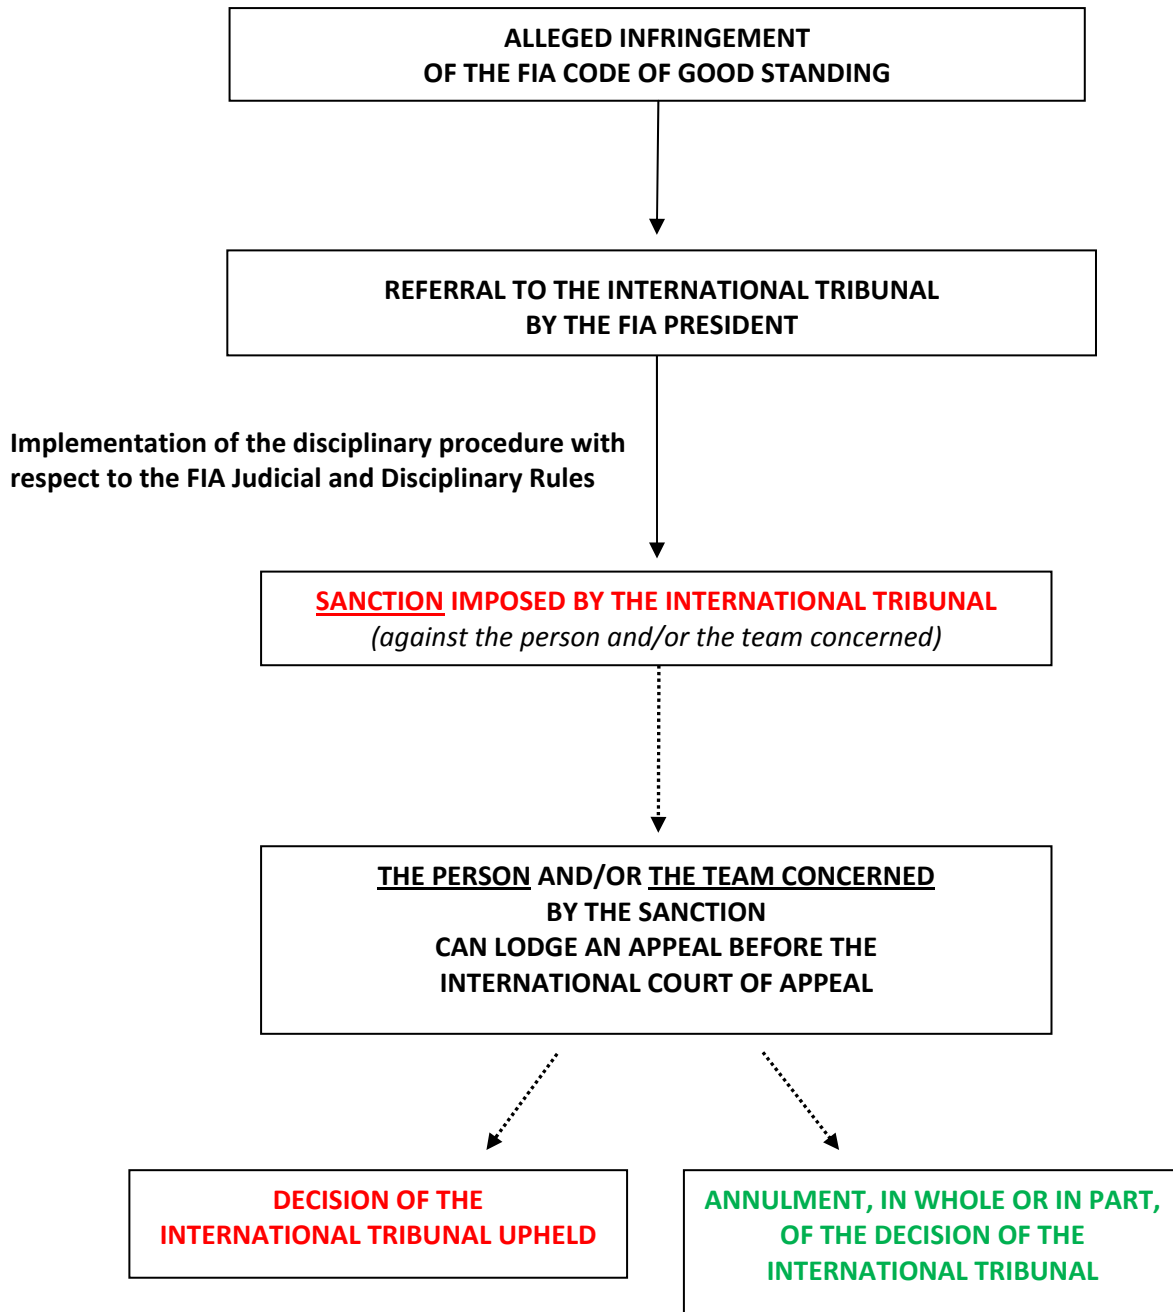 ALLEGED INFRINGEMENT
OF THE FIA CODE OF GOOD STANDING
REFERRAL TO THE INTERNATIONAL TRIBUNAL
BY THE FIA PRESIDENT
Implementation of the disciplinary procedure with
respect to the FIA Judicial and Disciplinary Rules
SANCTION IMPOSED BY THE INTERNATIONAL TRIBUNAL
(against the person and/or the team concerned)
THE PERSON AND/OR THE TEAM CONCERNED
BY THE SANCTION
CAN LODGE AN APPEAL BEFORE THE
INTERNATIONAL COURT OF APPEAL
DECISION OF THE
INTERNATIONAL TRIBUNAL UPHELD
ANNULMENT, IN WHOLE OR IN PART,
OF THE DECISION OF THE
INTERNATIONAL TRIBUNAL